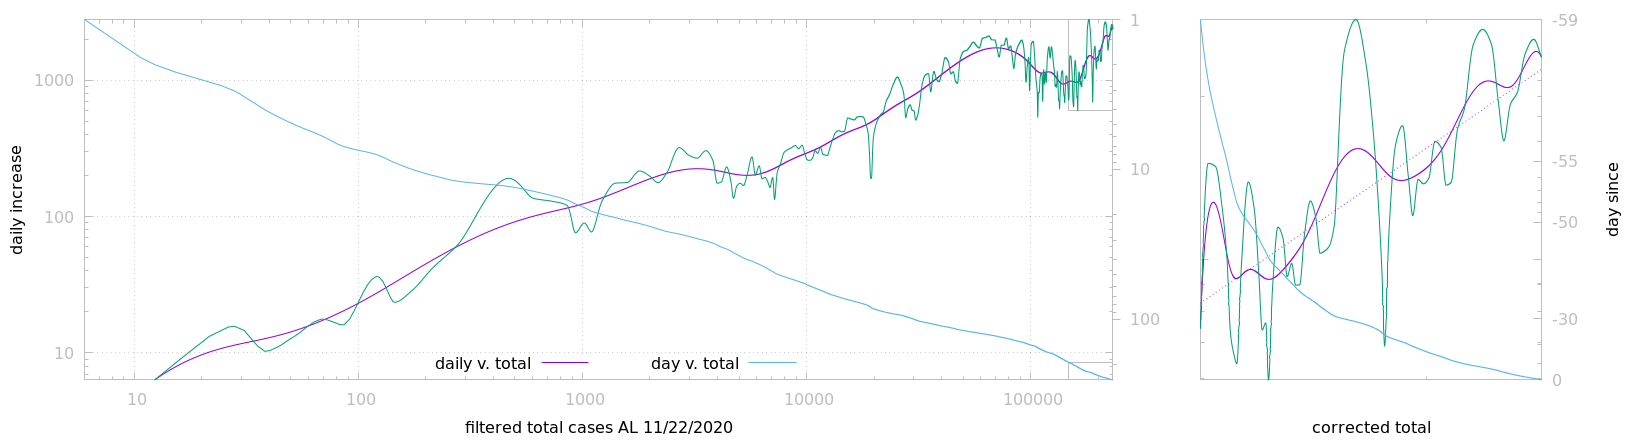 daily increase
1000
100
10
10
100
1000
10000
100000
1
10
100
daily v. total
day v. total
filtered total cases AL 11/22/2020
-59
-55
-50
-30
0
day since
corrected total